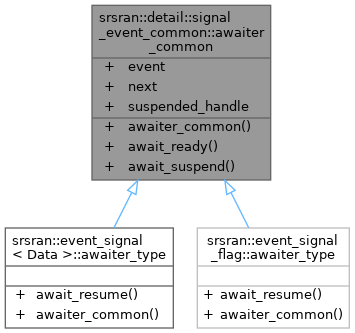 srsran::detail::signal
_event_common::awaiter
_common
+ event
+ next
+ suspended_handle
+ awaiter_common()
+ await_ready()
+ await_suspend()
srsran::event_signal
< Data >::awaiter_type
+ await_resume()
+ awaiter_common()
srsran::event_signal
_flag::awaiter_type
+ await_resume()
+ awaiter_common()